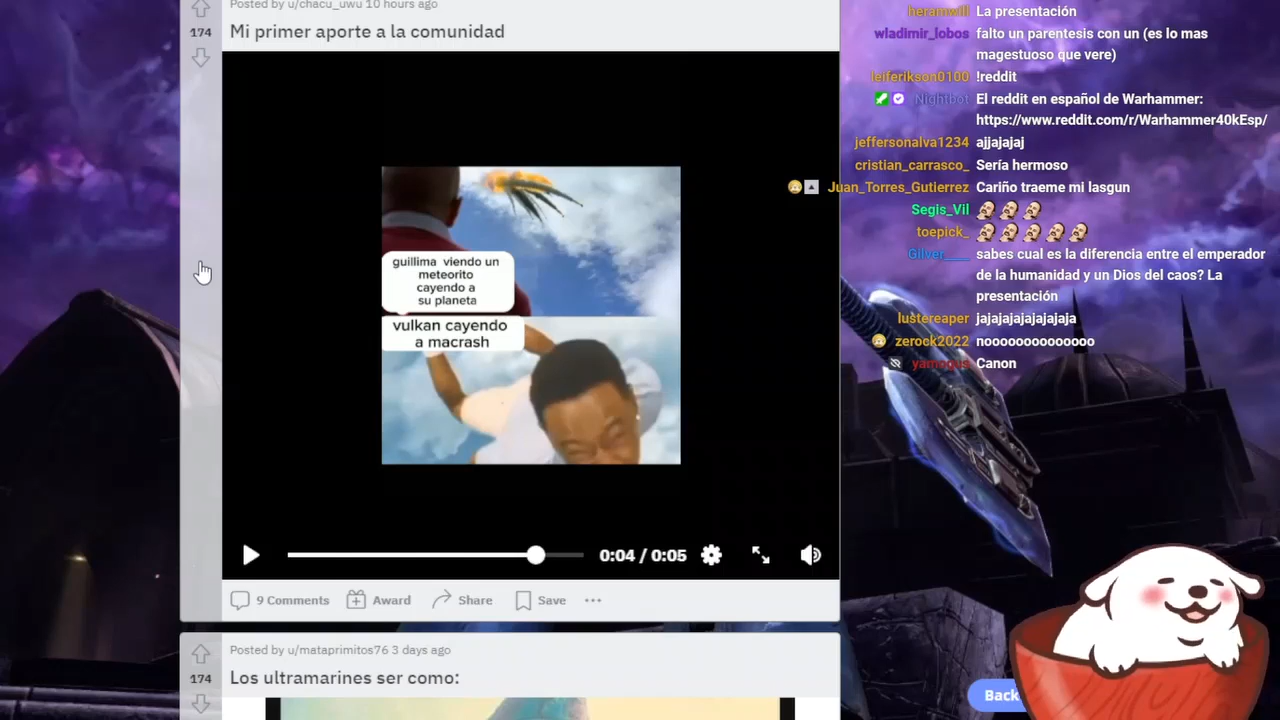 Posted by u/chacu_uwu 10 hours ago
174
Mi primer aporte a la comunidad
guillima viendo un
meteorito
cayendo a
su planeta
vulkan cayendo
a macrash
0:04 / 0:05
9 Comments
Award
Share
Save
Posted by u/mataprimitos76 3 days ago
174
Los ultramarines ser como:
heramwill La presentación
wladimir_lobos falto un parentesis con un (es lo mas
magestuoso que vere)
leiferikson0100 !reddit
Nightbot El reddit en español de Warhammer:
https://www.reddit.com/r/Warhammer40kEsp/
jeffersonalva1234 ajjajajaj
cristian_carrasco_ Sería hermoso
Juan_Torres_Gutierrez Cariño traeme mi lasgun
Segis_Vil
toepick_
Gilver____ sabes cual es la diferencia entre el emperador
de la humanidad y un Dios del caos? La
presentación
lustereaper jajajajajajajaja
zerock2022 noooooooooooooo
yamogus Canon
Back